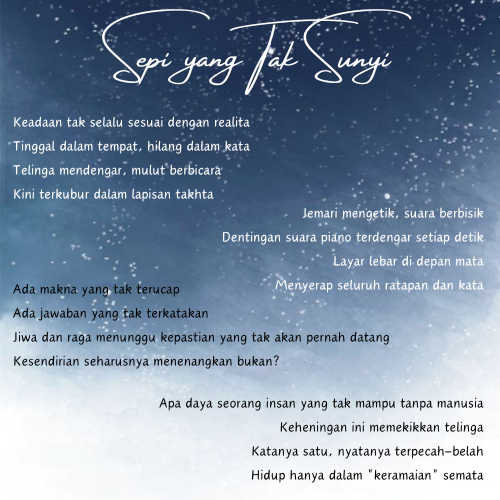 Sepi yang Tak Sunyi
Keadaan tak selalu sesuai dengan realita
Tinggal dalam tempat, hilang dalam kata
Telinga mendengar, mulut berbicara
Kini terkubur dalam lapisan takhta
Jemari mengetik, suara berbisik
Dentingan suara piano terdengar setiap detik
Layar lebar di depan mata
Menyerap seluruh ratapan dan kata
Ada makna yang tak terucap
Ada jawaban yang tak terkatakan
Jiwa dan raga menunggu kepastian yang tak akan pernah datang
Kesendirian seharusnya menenangkan bukan?
Apa daya seorang insan yang tak mampu tanpa manusia
Keheningan ini memekikkan telinga
Katanya satu, nyatanya terpecah-belah
Hidup hanya dalam "keramaian" semata